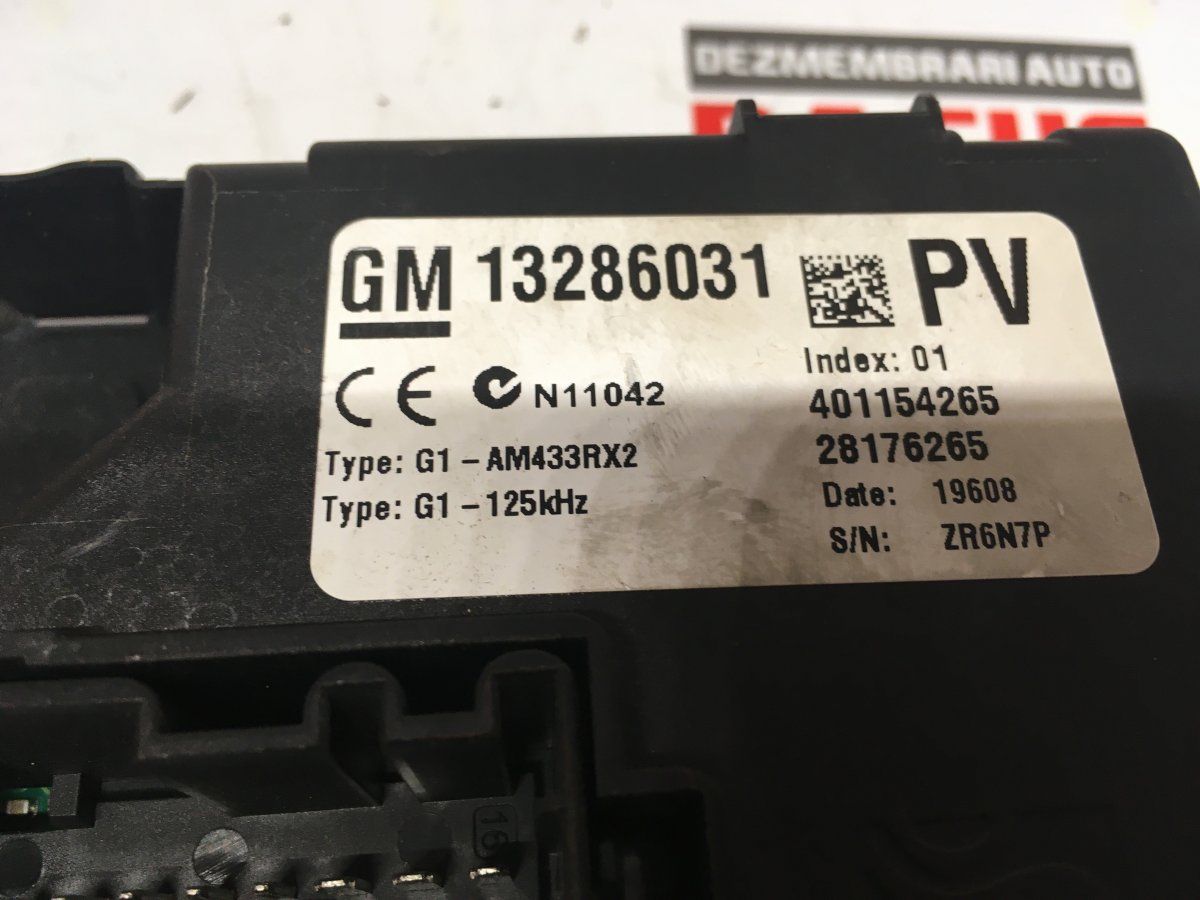 DEZMEMBRARI AUTO
GM 13286031 PV
Index: 01
CE N11042
401154265
Type: G1 - AM433RX2
28176265
Type: G1 - 125kHz
Date: 19608
S/N: ZR6N7P
16